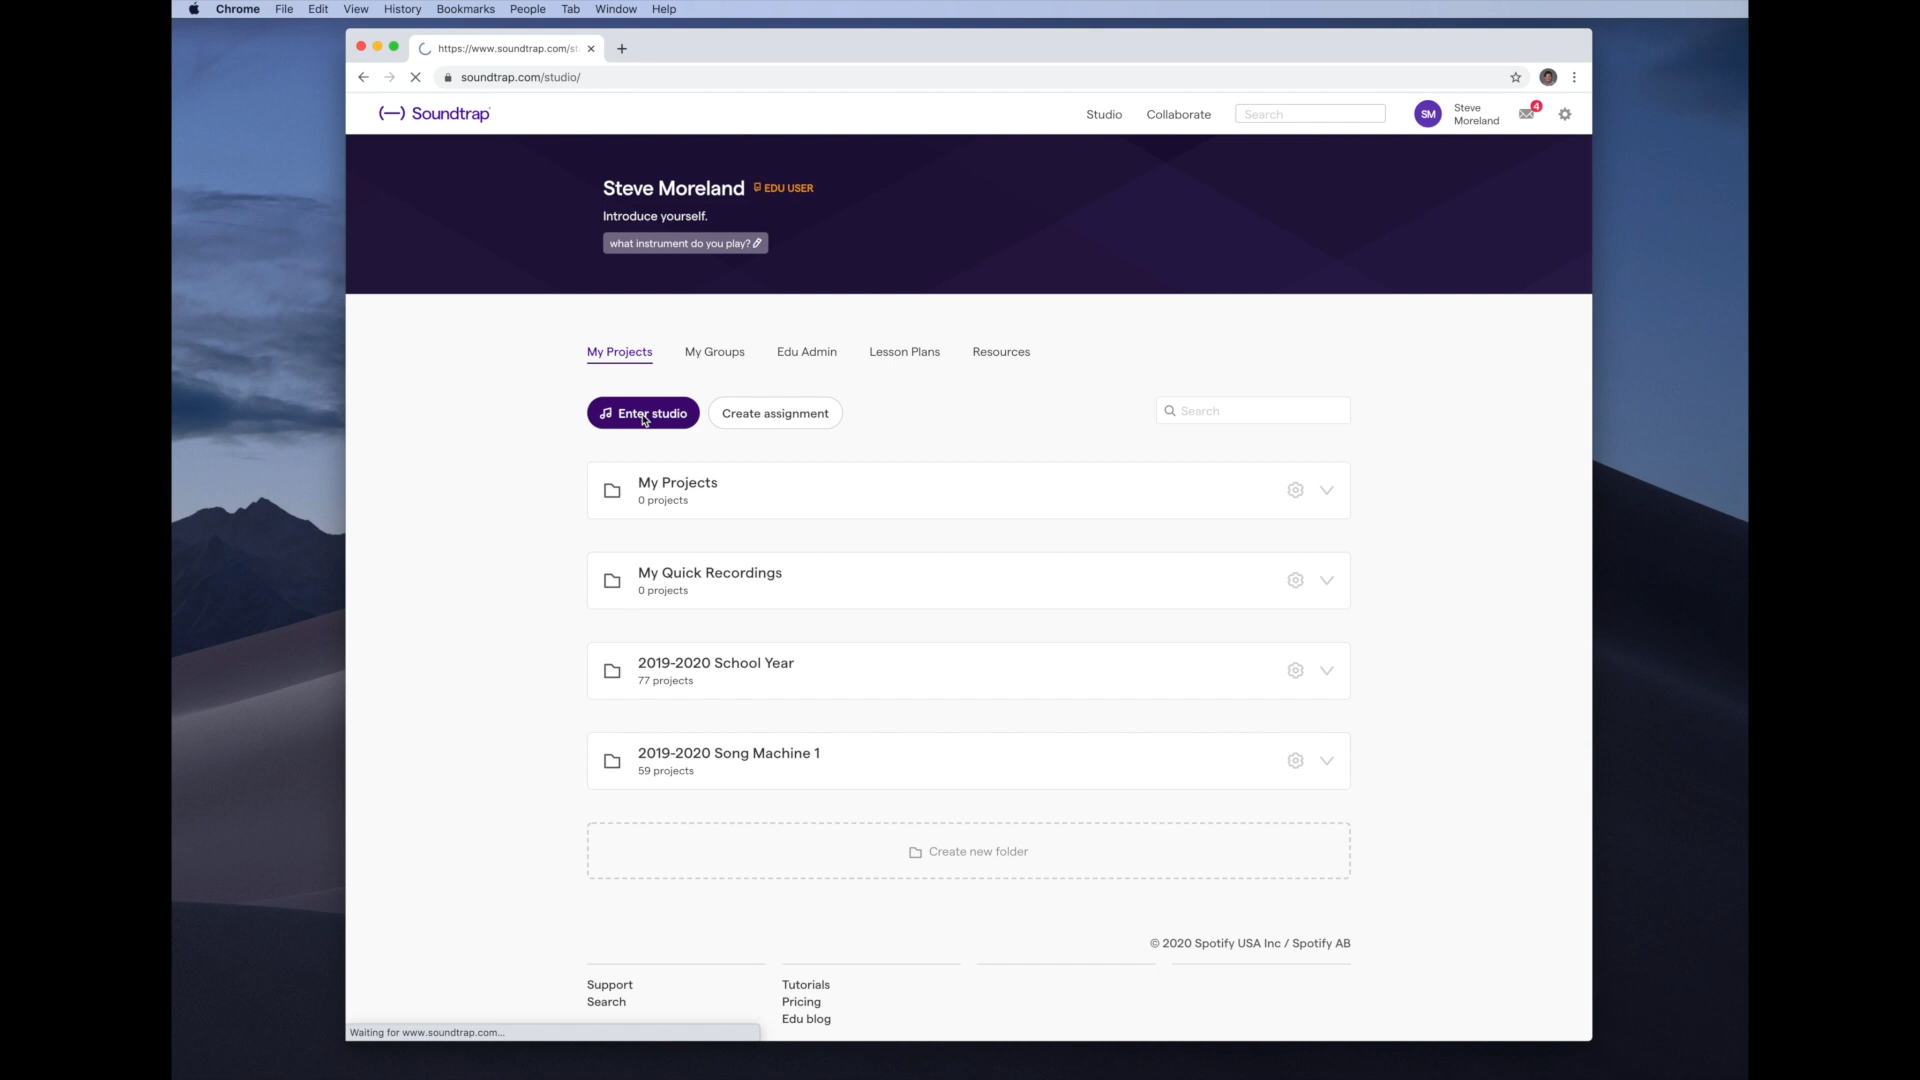 Chrome File Edit View History Bookmarks People Tab Window Help
https://www.soundtrap.com/st
soundtrap.com/studio/
Soundtrap
Studio Collaborate Search SM Steve Moreland 4
Steve Moreland EDU USER
Introduce yourself.
what instrument do you play?
My Projects My Groups Edu Admin Lesson Plans Resources
Enter studio Create assignment Search
My Projects
0 projects
My Quick Recordings
0 projects
2019-2020 School Year
77 projects
2019-2020 Song Machine 1
59 projects
Create new folder
© 2020 Spotify USA Inc / Spotify AB
Support Tutorials
Search Pricing
Edu blog
Waiting for www.soundtrap.com...